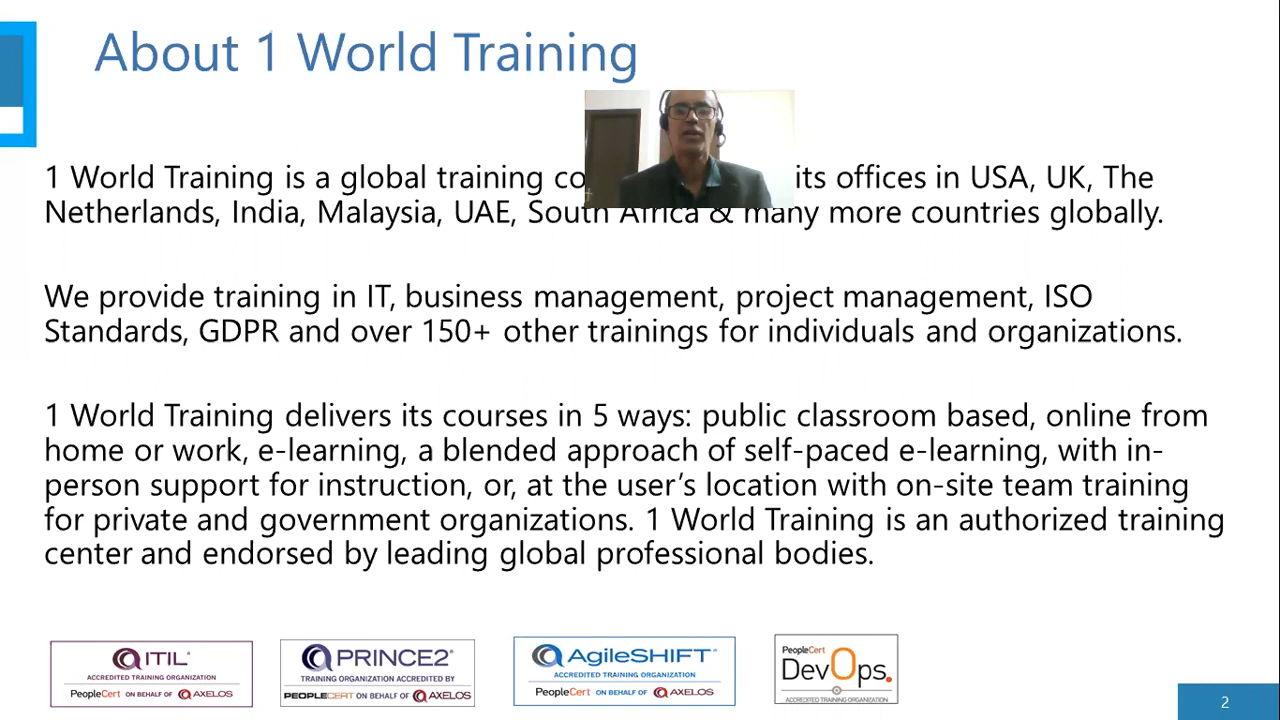 About 1 World Training
1 World Training is a global training co its offices in USA, UK, The
Netherlands, India, Malaysia, UAE, South Africa & many more countries globally.
We provide training in IT, business management, project management, ISO
Standards, GDPR and over 150+ other trainings for individuals and organizations.
1 World Training delivers its courses in 5 ways: public classroom based, online from
home or work, e-learning, a blended approach of self-paced e-learning, with in-
person support for instruction, or, at the user's location with on-site team training
for private and government organizations. 1 World Training is an authorized training
center and endorsed by leading global professional bodies.
ITIL®
ACCREDITED TRAINING ORGANIZATION
PeopleCert ON BEHALF OF AXELOS
PRINCE2®
TRAINING ORGANIZATION ACCREDITED BY
PEOPLECERT ON BEHALF OF AXELOS
AgileSHIFT®
ACCREDITED TRAINING ORGANIZATION
PeopleCert ON BEHALF OF AXELOS
PeopleCert
DevOps.
ACCREDITED TRAINING ORGANIZATION
2